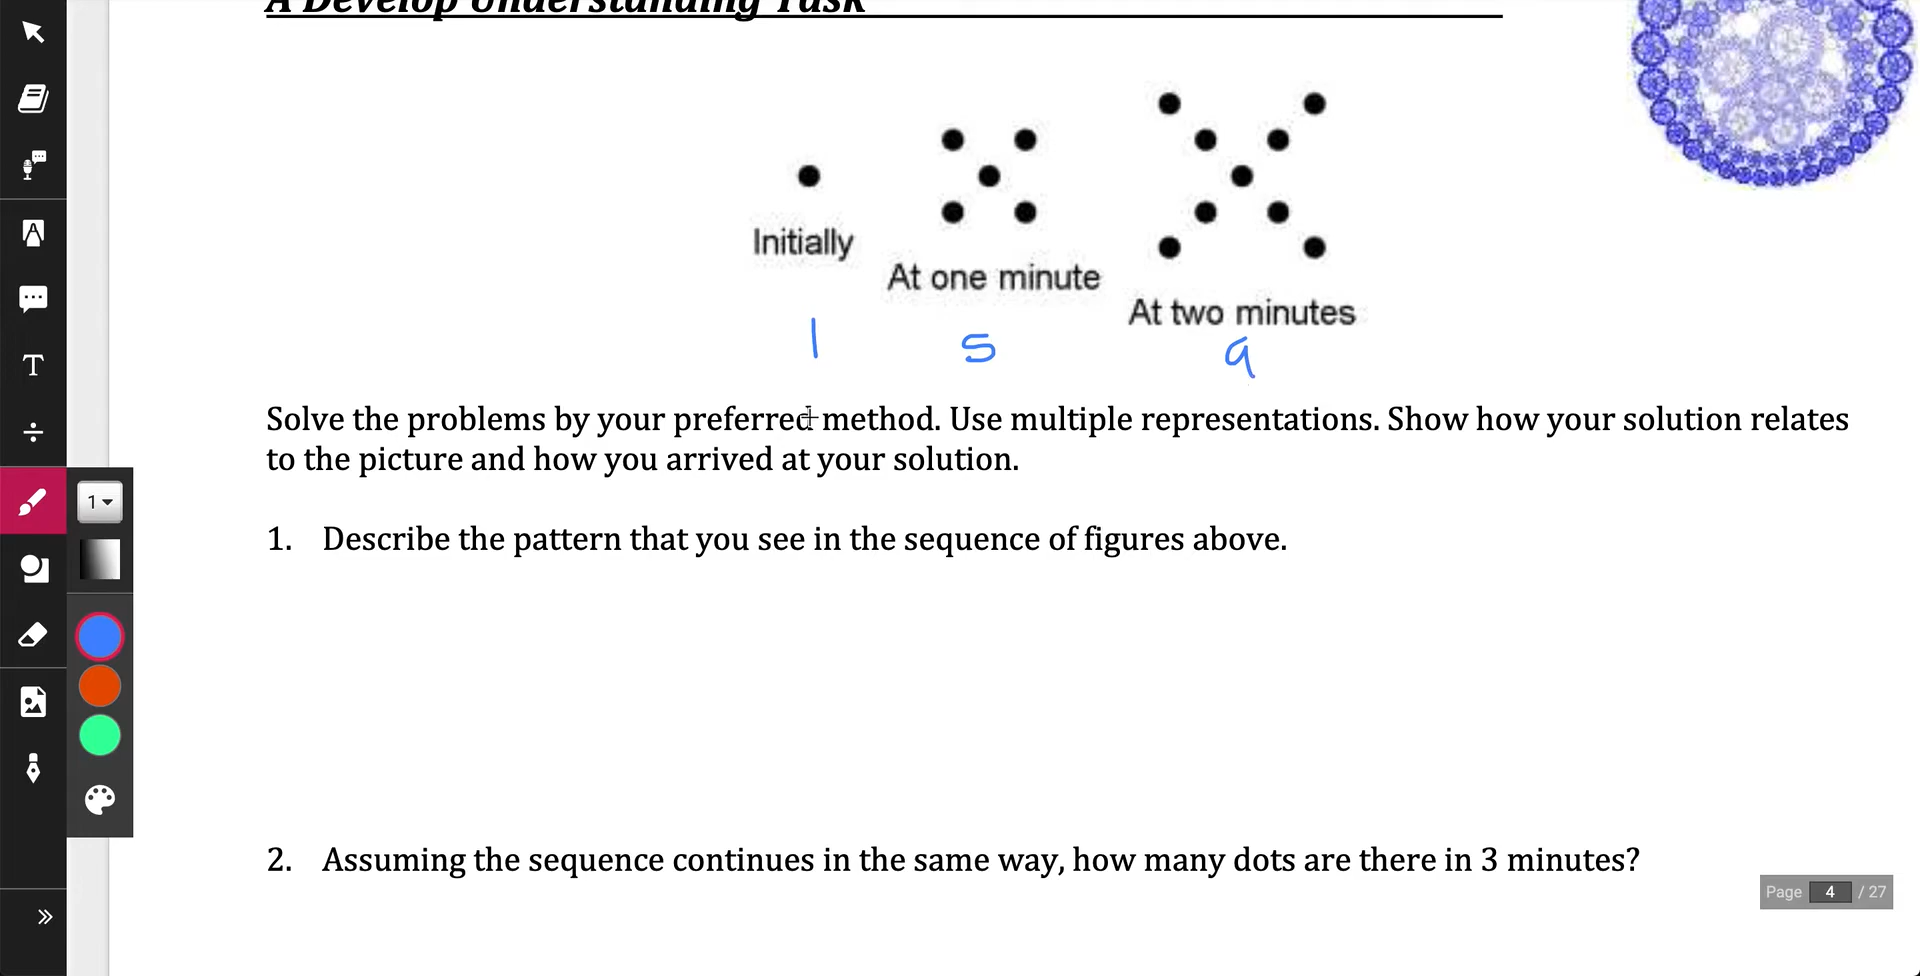 A Develop Understanding Task
Initially
At one minute
At two minutes
1 5 9
Solve the problems by your preferred method. Use multiple representations. Show how your solution relates
to the picture and how you arrived at your solution.
1. Describe the pattern that you see in the sequence of figures above.
2. Assuming the sequence continues in the same way, how many dots are there in 3 minutes?
Page 4 / 27
1